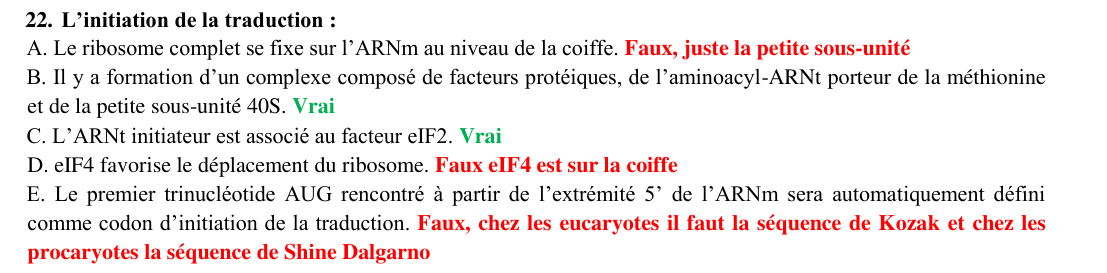 22. L’initiation de la traduction :
A. Le ribosome complet se fixe sur l’ARNm au niveau de la coiffe. Faux, juste la petite sous-unité
B. Il y a formation d’un complexe composé de facteurs protéiques, de l’aminoacyl-ARNt porteur de la méthionine
et de la petite sous-unité 40S. Vrai
C. L’ARNt initiateur est associé au facteur eIF2. Vrai
D. eIF4 favorise le déplacement du ribosome. Faux eIF4 est sur la coiffe
E. Le premier trinucléotide AUG rencontré à partir de l’extrémité 5’ de l’ARNm sera automatiquement défini
comme codon d’initiation de la traduction. Faux, chez les eucaryotes il faut la séquence de Kozak et chez les
procaryotes la séquence de Shine Dalgarno